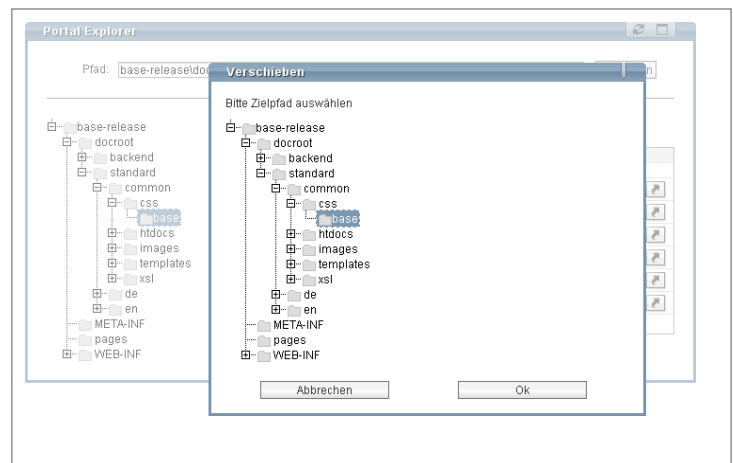 Portal Explorer
Pfad: base-release\do
n
base-release
docroot
backend
standard
common
css
base
htdocs
images
templates
xsl
de
en
META-INF
pages
WEB-INF
Verschieben
Bitte Zielpfad auswählen
base-release
docroot
backend
standard
common
css
base
htdocs
images
templates
xsl
de
en
META-INF
pages
WEB-INF
Abbrechen Ok